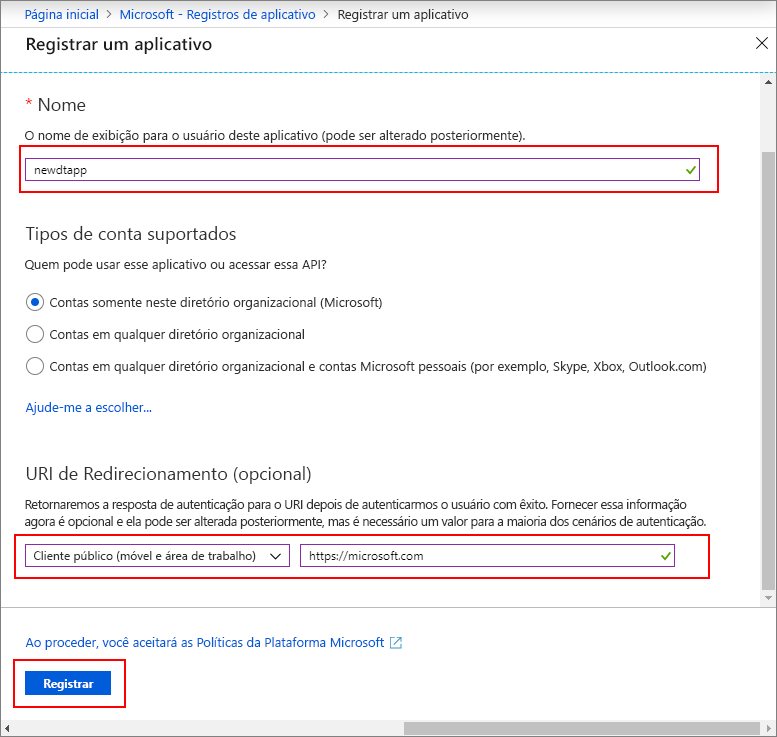 Página inicial > Microsoft - Registros de aplicativo > Registrar um aplicativo
Registrar um aplicativo
* Nome
O nome de exibição para o usuário deste aplicativo (pode ser alterado posteriormente).
newdtapp
Tipos de conta suportados
Quem pode usar esse aplicativo ou acessar essa API?
Contas somente neste diretório organizacional (Microsoft)
Contas em qualquer diretório organizacional
Contas em qualquer diretório organizacional e contas Microsoft pessoais (por exemplo, Skype, Xbox, Outlook.com)
Ajude-me a escolher...
URI de Redirecionamento (opcional)
Retornaremos a resposta de autenticação para o URI depois de autenticarmos o usuário com êxito. Fornecer essa informação
agora é opcional e ela pode ser alterada posteriormente, mas é necessário um valor para a maioria dos cenários de autenticação.
Cliente público (móvel e área de trabalho) https://microsoft.com
Ao proceder, você aceitará as Políticas da Plataforma Microsoft
Registrar